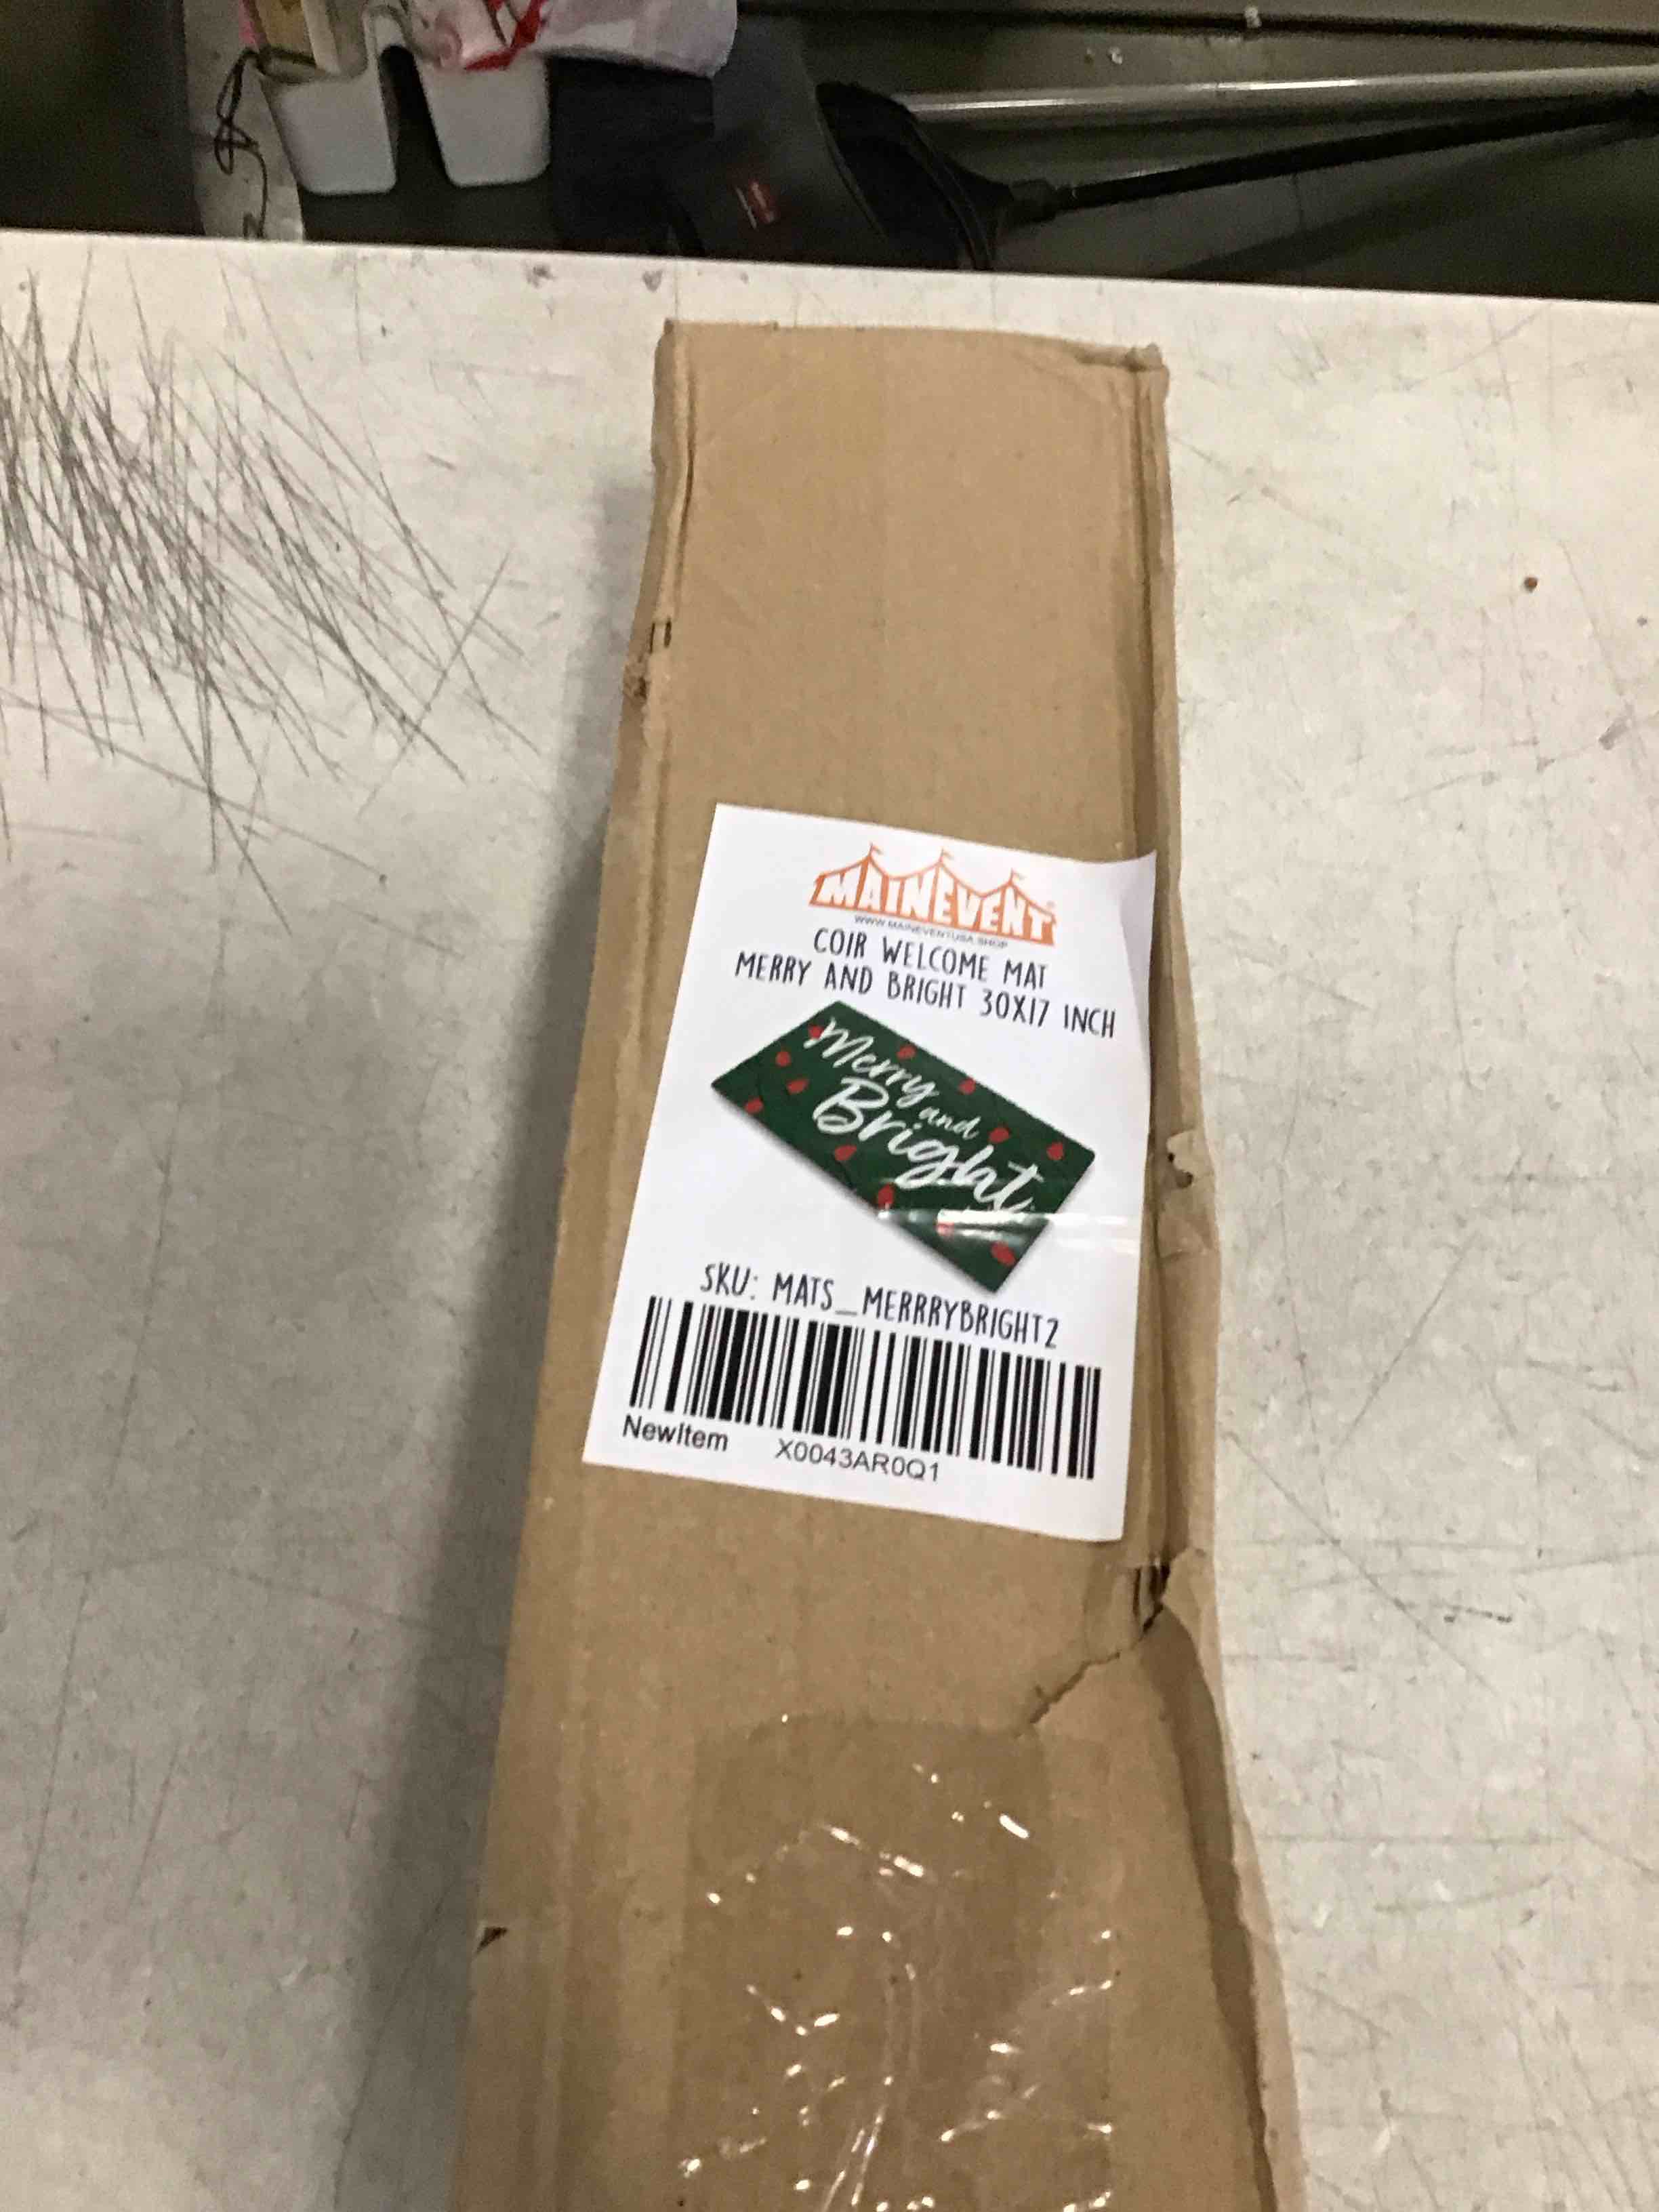 MAINEVENT
WWW.MAINEVENTUSA.SHOP
COIR WELCOME MAT
MERRY AND BRIGHT 30X17 INCH
Merry and
Bright
SKU: MATS_MERRRYBRIGHT2
NewItem X0043AR0Q1